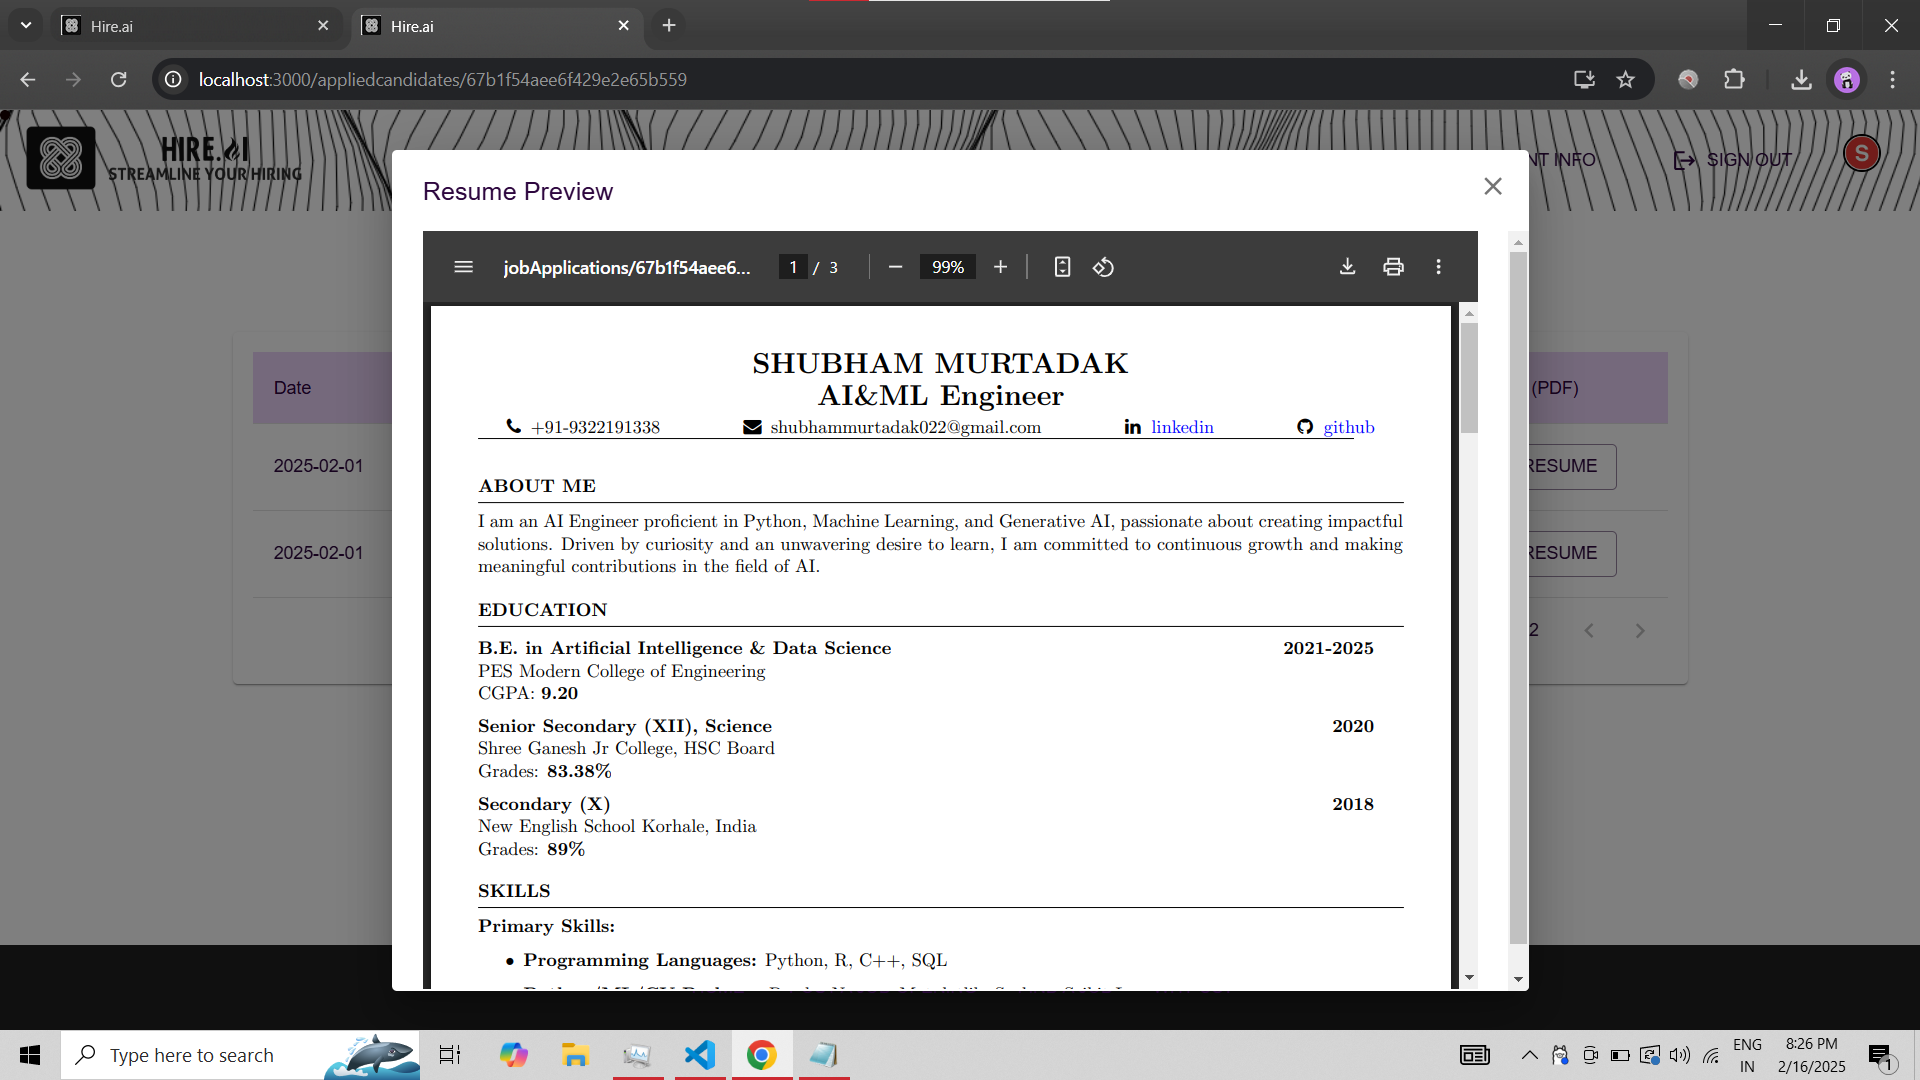 Hire.ai
Hire.ai
localhost:3000/appliedcandidates/67b1f54aee6f429e2e65b559
HIRE.AI
STREAMLINE YOUR HIRING
NT INFO
SIGN OUT
S
Resume Preview
jobApplications/67b1f54aee6...
1 / 3
99%
SHUBHAM MURTADAK
AI&ML Engineer
+91-9322191338 shubhammurtadak022@gmail.com linkedin github
ABOUT ME
I am an AI Engineer proficient in Python, Machine Learning, and Generative AI, passionate about creating impactful
solutions. Driven by curiosity and an unwavering desire to learn, I am committed to continuous growth and making
meaningful contributions in the field of AI.
EDUCATION
B.E. in Artificial Intelligence & Data Science 2021-2025
PES Modern College of Engineering
CGPA: 9.20
Senior Secondary (XII), Science 2020
Shree Ganesh Jr College, HSC Board
Grades: 83.38%
Secondary (X) 2018
New English School Korhale, India
Grades: 89%
SKILLS
Primary Skills:
• Programming Languages: Python, R, C++, SQL
Date
(PDF)
2025-02-01
RESUME
2025-02-01
RESUME
2
Type here to search
ENG
IN
8:26 PM
2/16/2025
1